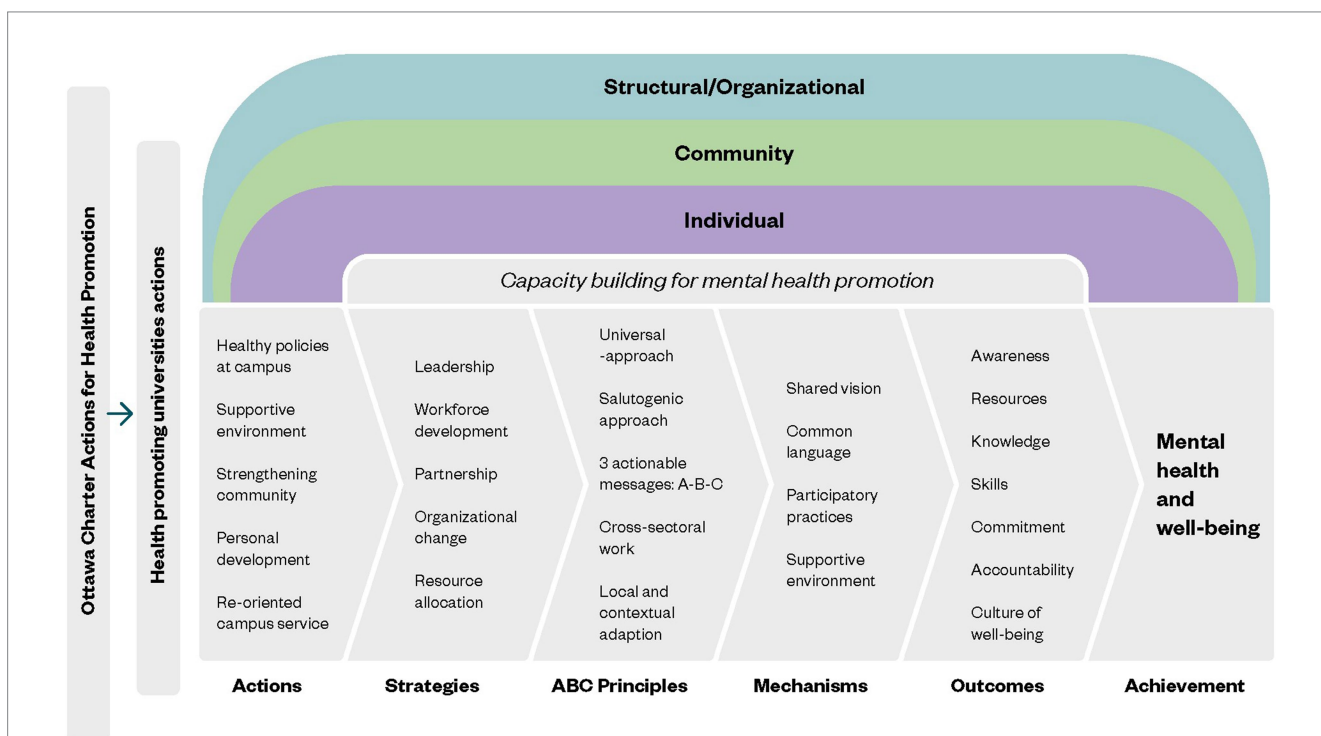 Ottawa Charter Actions for Health Promotion
Health promoting universities actions
Structural/Organizational
Community
Individual
Capacity building for mental health promotion
Healthy policies
at campus
Supportive
environment
Strengthening
community
Personal
development
Re-oriented
campus service
Leadership
Workforce
development
Partnership
Organizational
change
Resource
allocation
Universal
-approach
Salutogenic
approach
3 actionable
messages: A-B-C
Cross-sectoral
work
Local and
contextual
adaption
Shared vision
Common
language
Participatory
practices
Supportive
environment
Awareness
Resources
Knowledge
Skills
Commitment
Accountability
Culture of
well-being
Mental
health
and
well-being
Actions
Strategies
ABC Principles
Mechanisms
Outcomes
Achievement